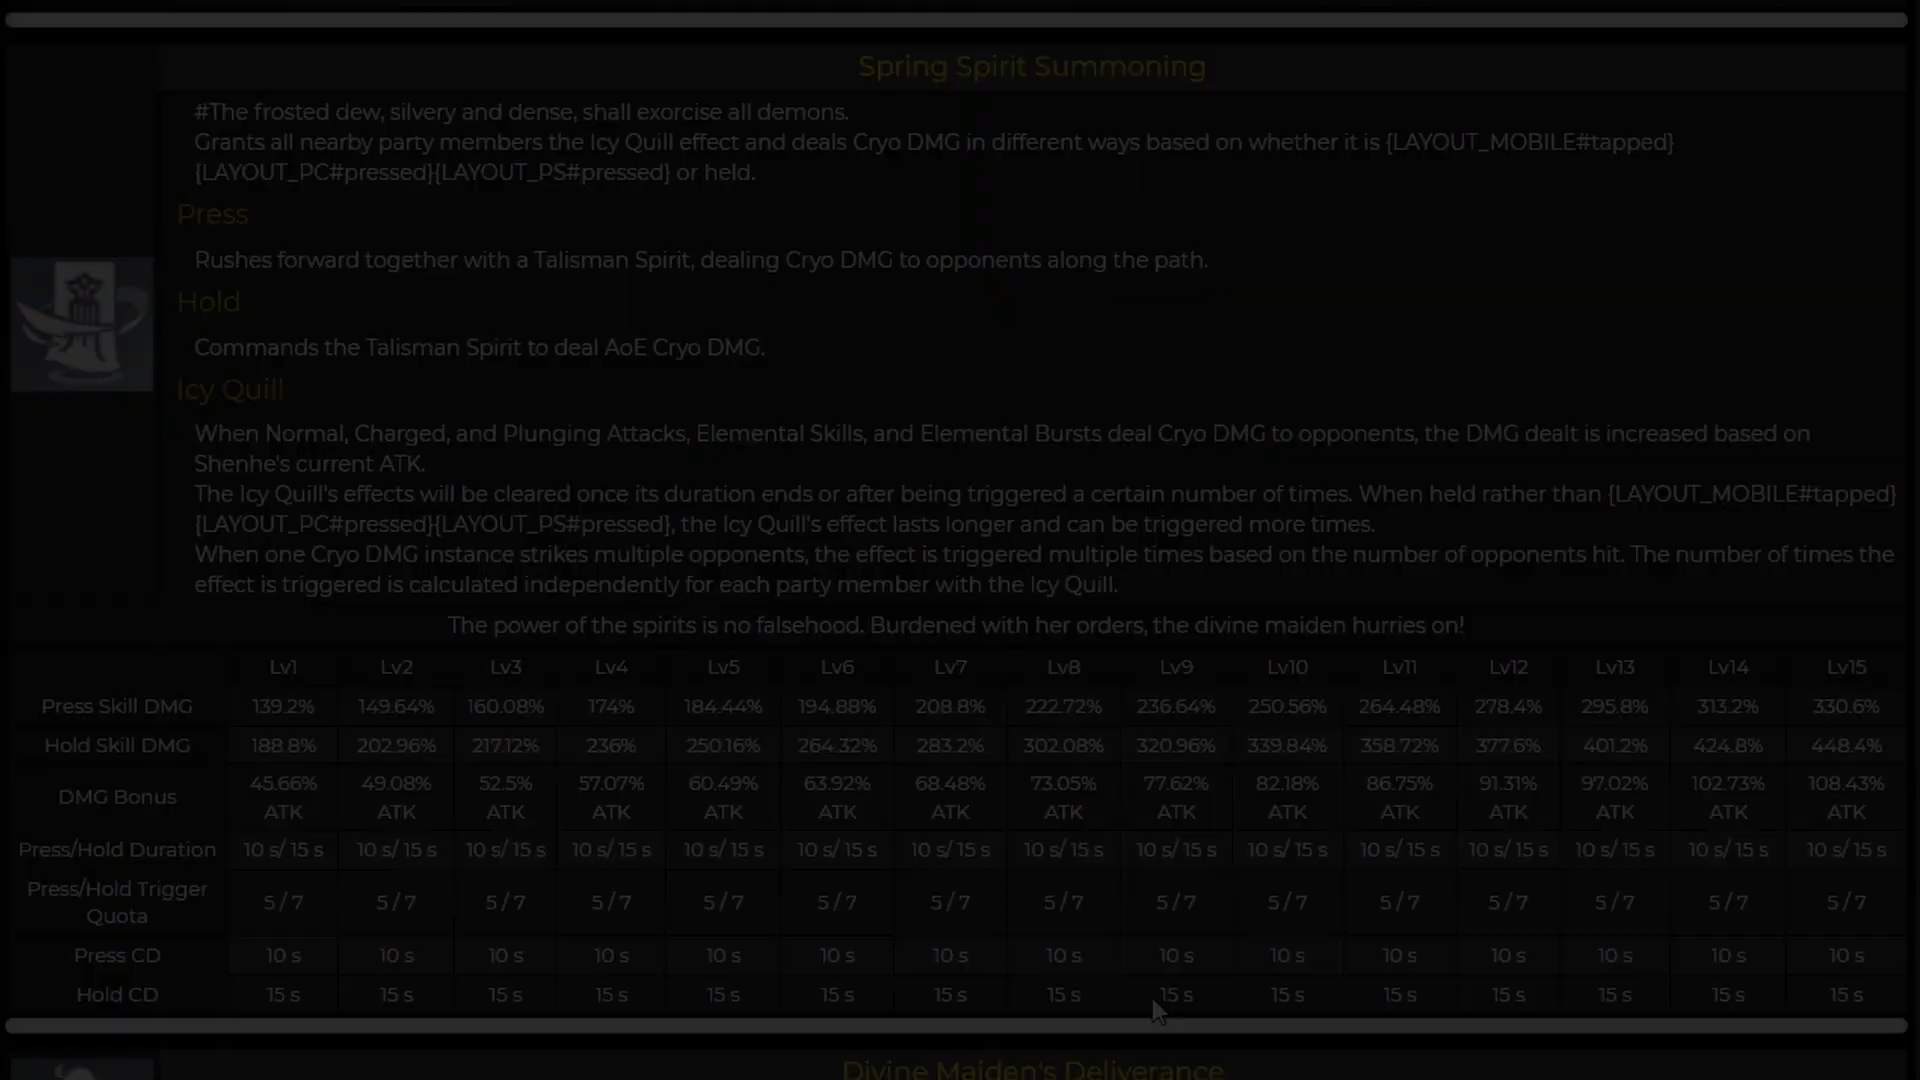 Spring Spirit Summoning
#The frosted dew, silvery and dense, shall exorcise all demons.
Grants all nearby party members the Icy Quill effect and deals Cryo DMG in different ways based on whether it is {LAYOUT_MOBILE#tapped}
{LAYOUT_PC#pressed}{LAYOUT_PS#pressed} or held.
Press
Rushes forward together with a Talisman Spirit, dealing Cryo DMG to opponents along the path.
Hold
Commands the Talisman Spirit to deal AoE Cryo DMG.
Icy Quill
When Normal, Charged, and Plunging Attacks, Elemental Skills, and Elemental Bursts deal Cryo DMG to opponents, the DMG dealt is increased based on
Shenhe's current ATK.
The Icy Quill's effects will be cleared once its duration ends or after being triggered a certain number of times. When held rather than {LAYOUT_MOBILE#tapped}
{LAYOUT_PC#pressed}{LAYOUT_PS#pressed}, the Icy Quill's effect lasts longer and can be triggered more times.
When one Cryo DMG instance strikes multiple opponents, the effect is triggered multiple times based on the number of opponents hit. The number of times the
effect is triggered is calculated independently for each party member with the Icy Quill.
The power of the spirits is no falsehood. Burdened with her orders, the divine maiden hurries on!
Lv1 Lv2 Lv3 Lv4 Lv5 Lv6 Lv7 Lv8 Lv9 Lv10 Lv11 Lv12 Lv13 Lv14 Lv15
Press Skill DMG 139.2% 149.64% 160.08% 174% 184.44% 194.88% 208.8% 222.72% 236.64% 250.56% 264.48% 278.4% 295.8% 313.2% 330.6%
Hold Skill DMG 188.8% 202.96% 217.12% 236% 250.16% 264.32% 283.2% 302.08% 320.96% 339.84% 358.72% 377.6% 401.2% 424.8% 448.4%
DMG Bonus 45.66% 49.08% 52.5% 57.07% 60.49% 63.92% 68.48% 73.05% 77.62% 82.18% 86.75% 91.31% 97.02% 102.73% 108.43%
ATK ATK ATK ATK ATK ATK ATK ATK ATK ATK ATK ATK ATK ATK ATK
Press/Hold Duration 10 s/ 15 s 10 s/ 15 s 10 s/ 15 s 10 s/ 15 s 10 s/ 15 s 10 s/ 15 s 10 s/ 15 s 10 s/ 15 s 10 s/ 15 s 10 s/ 15 s 10 s/ 15 s 10 s/ 15 s 10 s/ 15 s 10 s/ 15 s 10 s/ 15 s
Press/Hold Trigger
Quota 5 / 7 5 / 7 5 / 7 5 / 7 5 / 7 5 / 7 5 / 7 5 / 7 5 / 7 5 / 7 5 / 7 5 / 7 5 / 7 5 / 7 5 / 7
Press CD 10 s 10 s 10 s 10 s 10 s 10 s 10 s 10 s 10 s 10 s 10 s 10 s 10 s 10 s 10 s
Hold CD 15 s 15 s 15 s 15 s 15 s 15 s 15 s 15 s 15 s 15 s 15 s 15 s 15 s 15 s 15 s
Divine Maiden's Deliverance